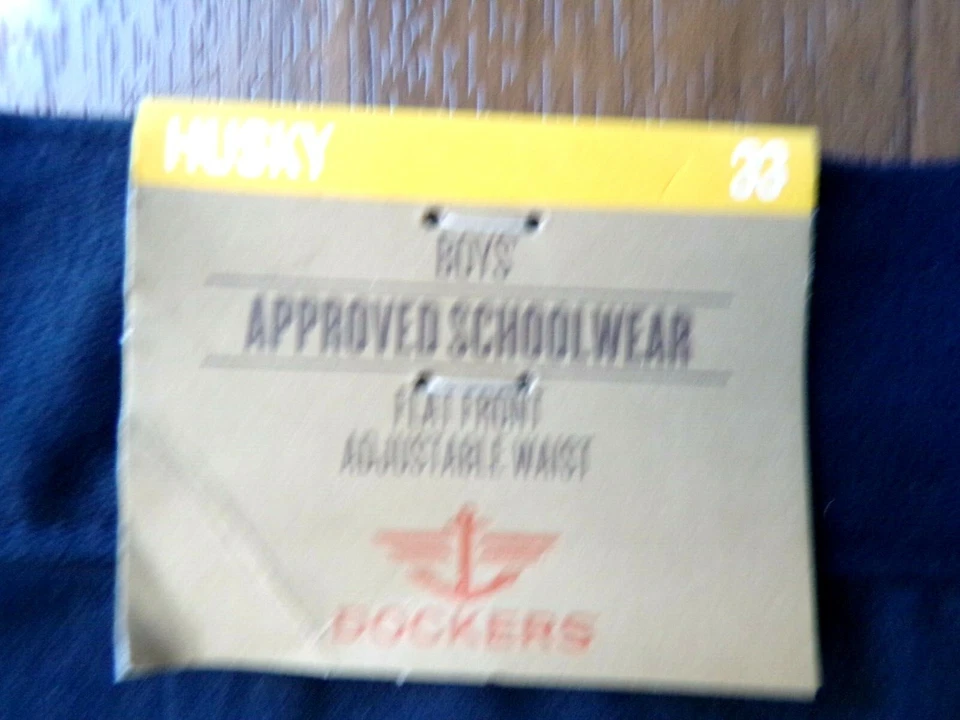 HUSKY
BOYS'
APPROVED SCHOOLWEAR
FLAT FRONT
ADJUSTABLE WAIST
DOCKERS